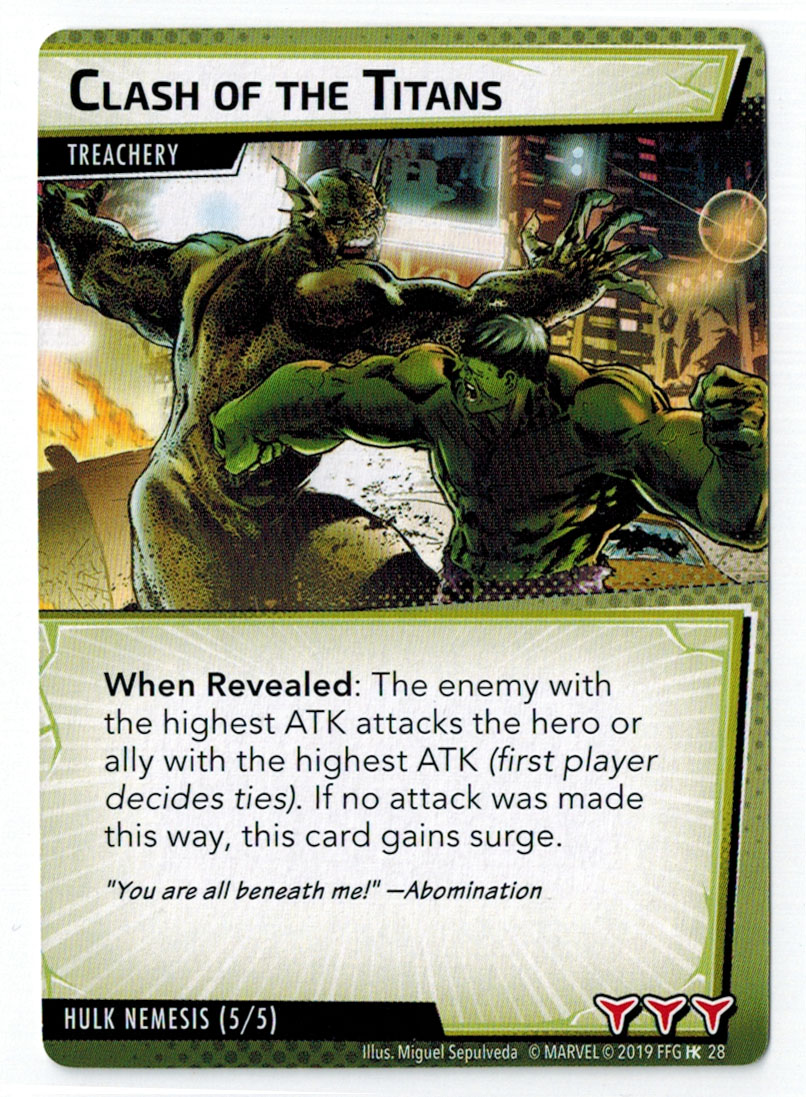 CLASH OF THE TITANS
TREACHERY
When Revealed: The enemy with
the highest ATK attacks the hero or
ally with the highest ATK (first player
decides ties). If no attack was made
this way, this card gains surge.
"You are all beneath me!" —Abomination
HULK NEMESIS (5/5)
Illus. Miguel Sepulveda © MARVEL © 2019 FFG HK 28